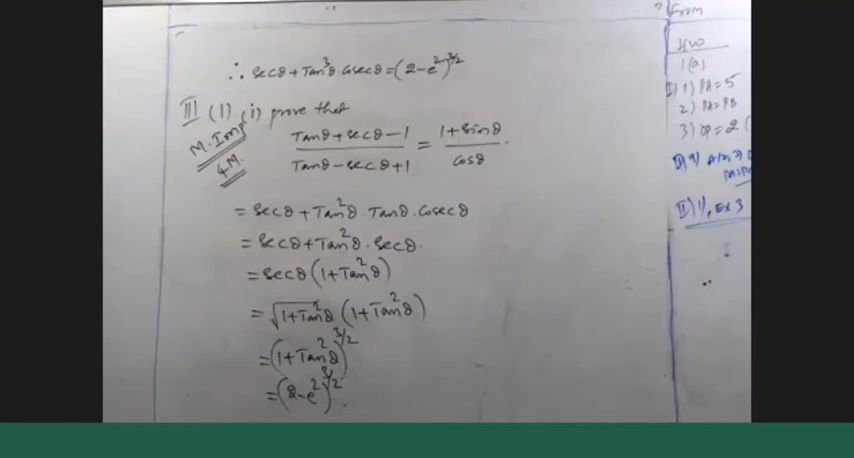 ∴ secθ + Tan³θ · cosecθ = (2 - e²)^3/2
III (1) (i) prove that
M. Imp
4M.
(Tanθ + secθ - 1)/(Tanθ - secθ + 1) = (1 + sinθ)/cosθ.
= secθ + Tan²θ · Tanθ · cosecθ
= secθ + Tan²θ · secθ.
= secθ (1 + Tan²θ)
= √(1 + Tan²θ) (1 + Tan²θ)
= (1 + Tan²θ)^3/2
= (2 - e²)^3/2.
From
H.W
1(a)
I) 1) PA = 5
2) PA = PB
3) OP = 2 (
II) 1), Ex 3